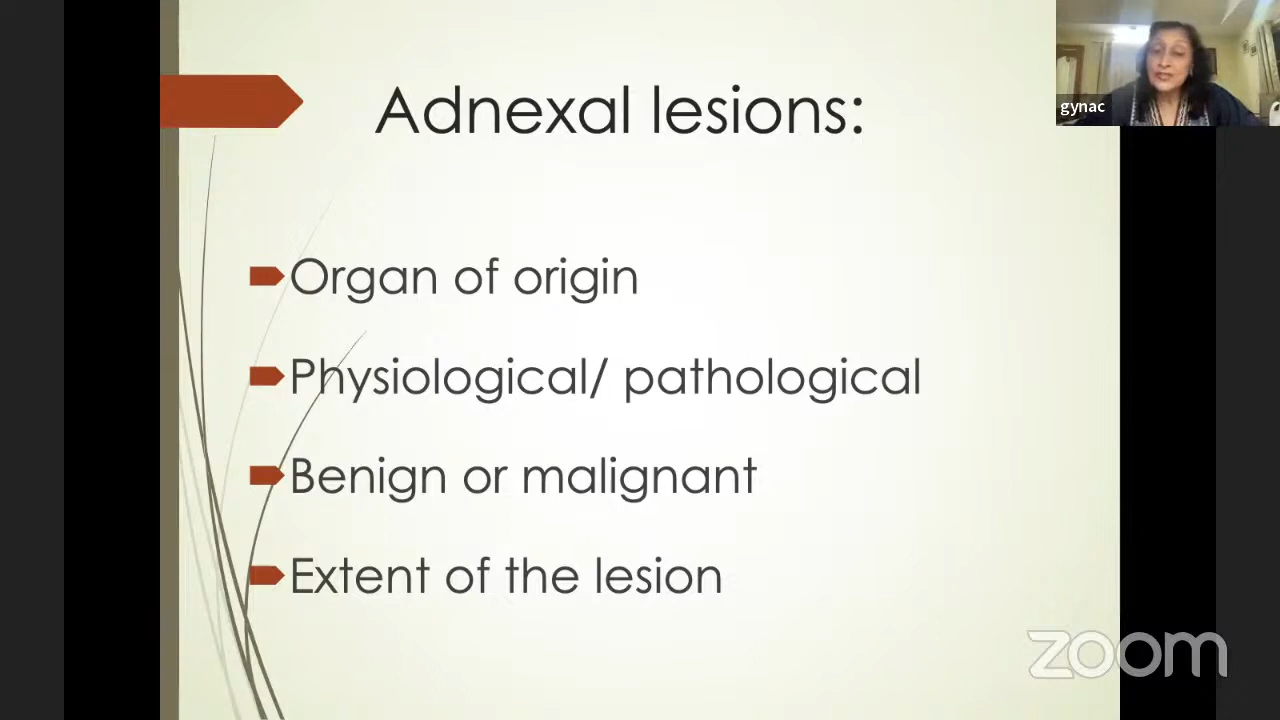 Adnexal lesions:
gynac
Organ of origin
Physiological/ pathological
Benign or malignant
Extent of the lesion
zoom